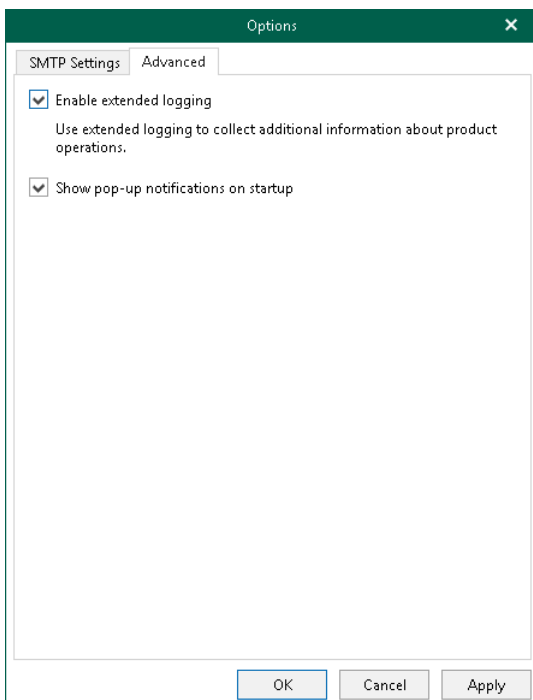 Options
SMTP Settings Advanced
Enable extended logging
Use extended logging to collect additional information about product
operations.
Show pop-up notifications on startup
OK Cancel Apply